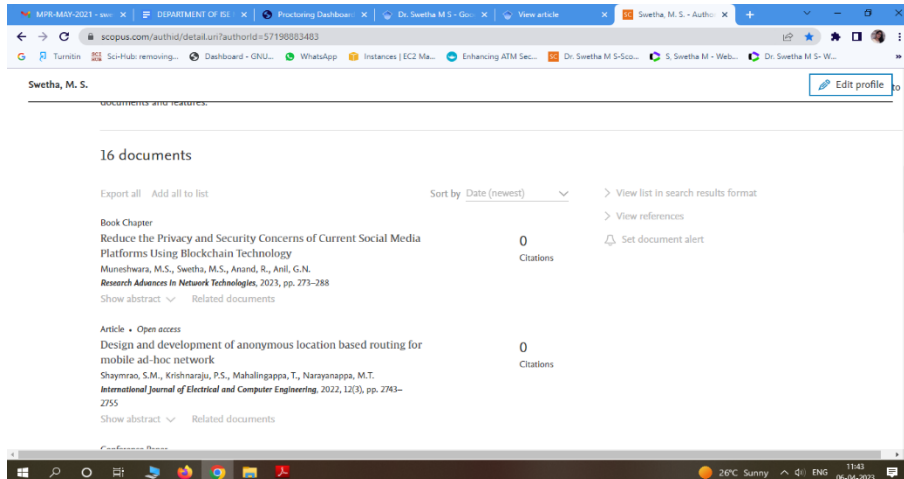 MPR-MAY-2021 - swe
DEPARTMENT OF ISE
Proctoring Dashboard
Dr. Swetha M S - Goo
View article
SC Swetha, M. S. - Author
scopus.com/authid/detail.uri?authorId=57198883483
G Turnitin Sci-Hub: removing... Dashboard - GNU... WhatsApp Instances | EC2 Ma... Enhancing ATM Sec... SC Dr. Swetha M S-Sco... S, Swetha M - Web... Dr. Swetha M S- W... »
Swetha, M. S.
Edit profile
to
documents and features.
16 documents
Export all Add all to list
Sort by Date (newest)
View list in search results format
View references
Set document alert
Book Chapter
Reduce the Privacy and Security Concerns of Current Social Media
Platforms Using Blockchain Technology
0
Citations
Muneshwara, M.S., Swetha, M.S., Anand, R., Anil, G.N.
Research Advances in Network Technologies, 2023, pp. 273–288
Show abstract Related documents
Article • Open access
Design and development of anonymous location based routing for
mobile ad-hoc network
0
Citations
Shaymrao, S.M., Krishnaraju, P.S., Mahalingappa, T., Narayanappa, M.T.
International Journal of Electrical and Computer Engineering, 2022, 12(3), pp. 2743–
2755
Show abstract Related documents
Conference Paper
26°C Sunny ENG
11:43
06-04-2023